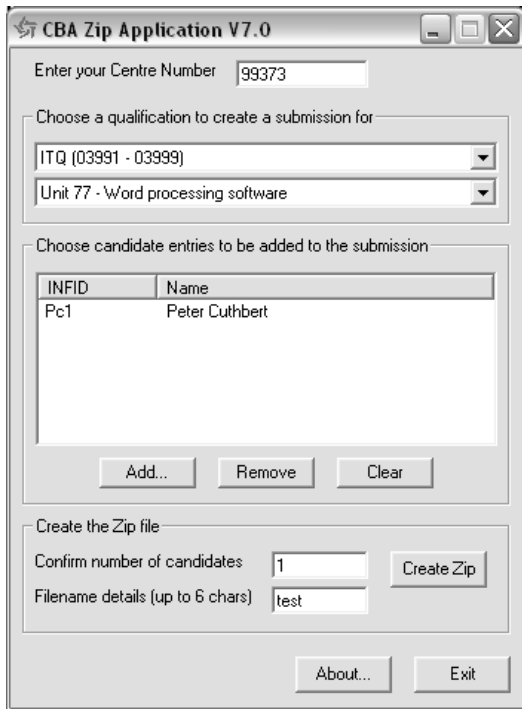 CBA Zip Application V7.0
Enter your Centre Number 99373
Choose a qualification to create a submission for
ITQ (03991 - 03999)
Unit 77 - Word processing software
Choose candidate entries to be added to the submission
INFID Name
Pc1 Peter Cuthbert
Add... Remove Clear
Create the Zip file
Confirm number of candidates 1
Create Zip
Filename details (up to 6 chars) test
About... Exit